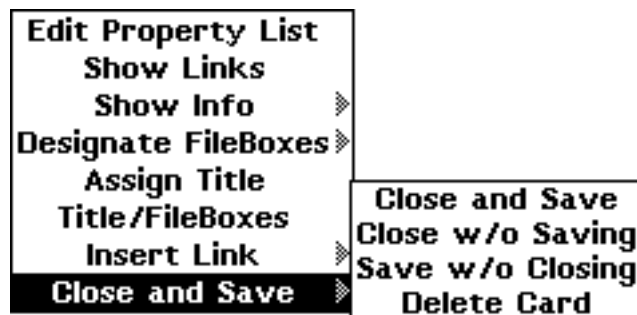 Edit Property List
Show Links
Show Info
Designate FileBoxes
Assign Title
Title/FileBoxes
Insert Link
Close and Save
Close and Save
Close w/o Saving
Save w/o Closing
Delete Card